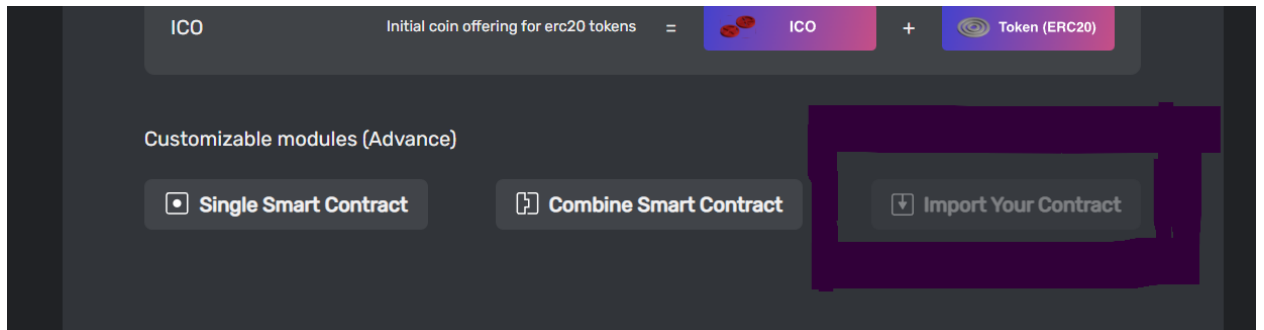 ICO Initial coin offering for erc20 tokens = ICO + Token (ERC20)
Customizable modules (Advance)
Single Smart Contract Combine Smart Contract Import Your Contract